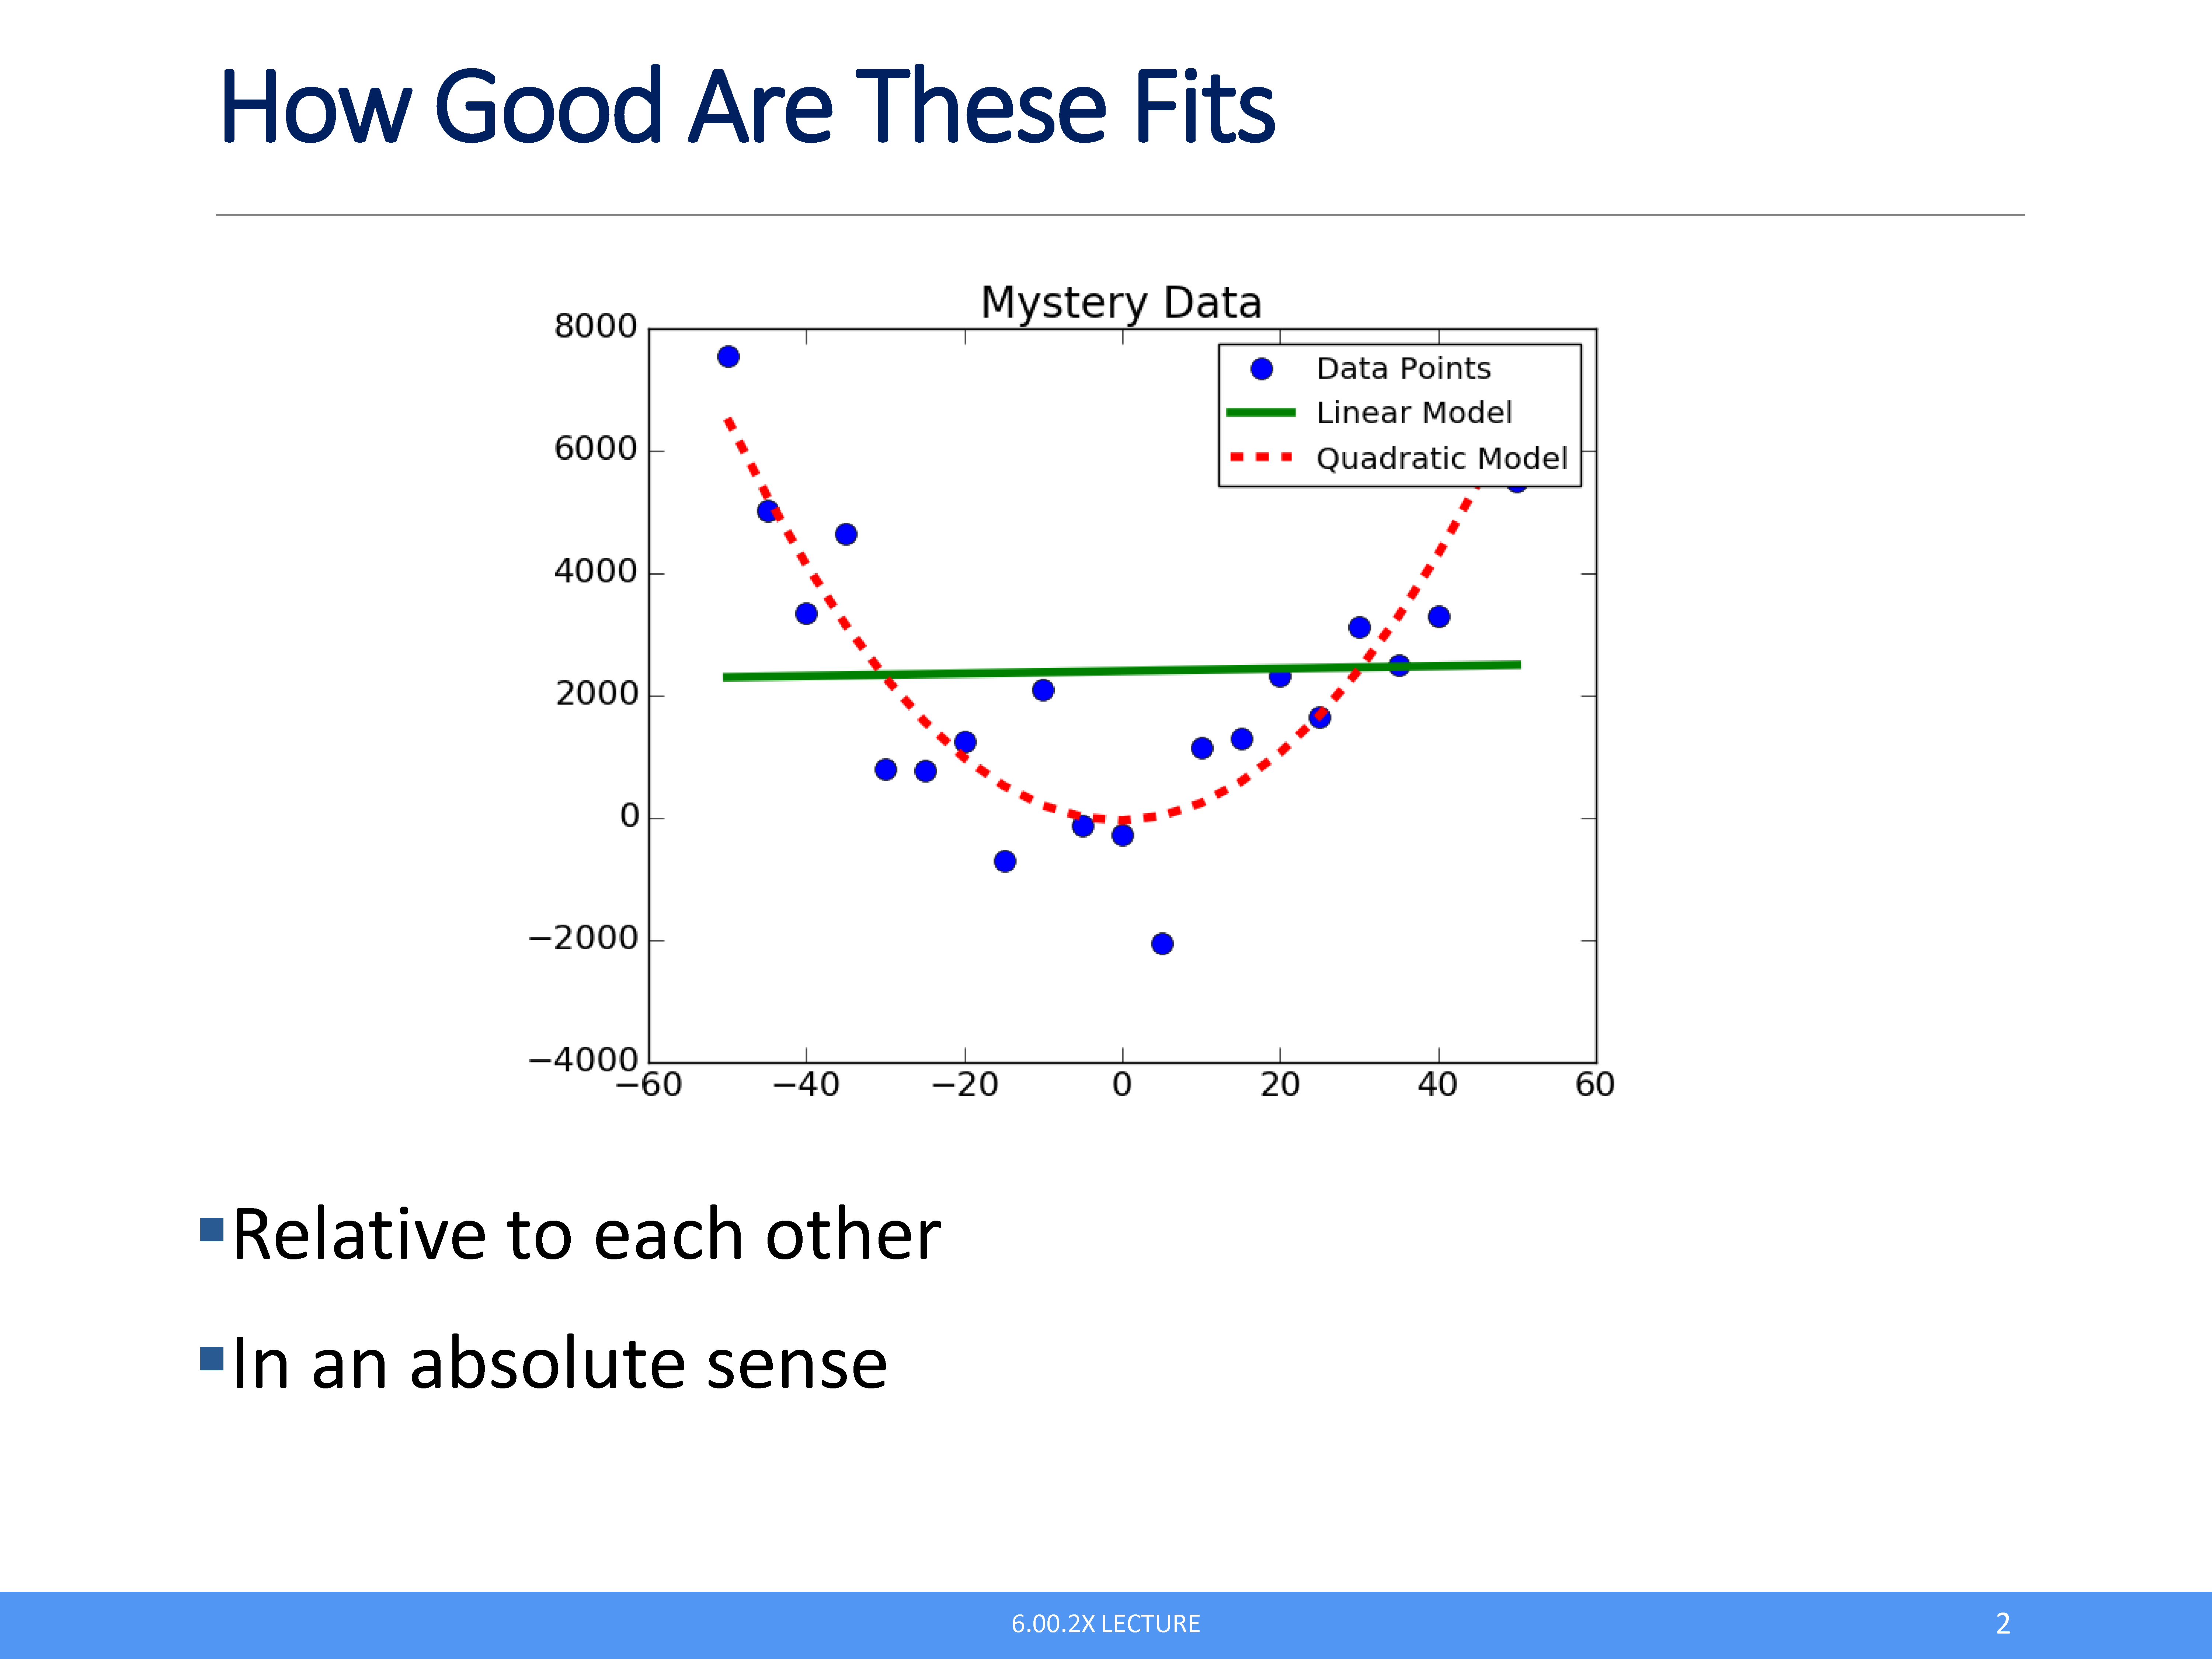 How Good Are These Fits
Mystery Data
8000
6000
4000
2000
0
−2000
−4000
−60 −40 −20 0 20 40 60
Data Points
Linear Model
Quadratic Model
▪Relative to each other
▪In an absolute sense
6.00.2X LECTURE 2